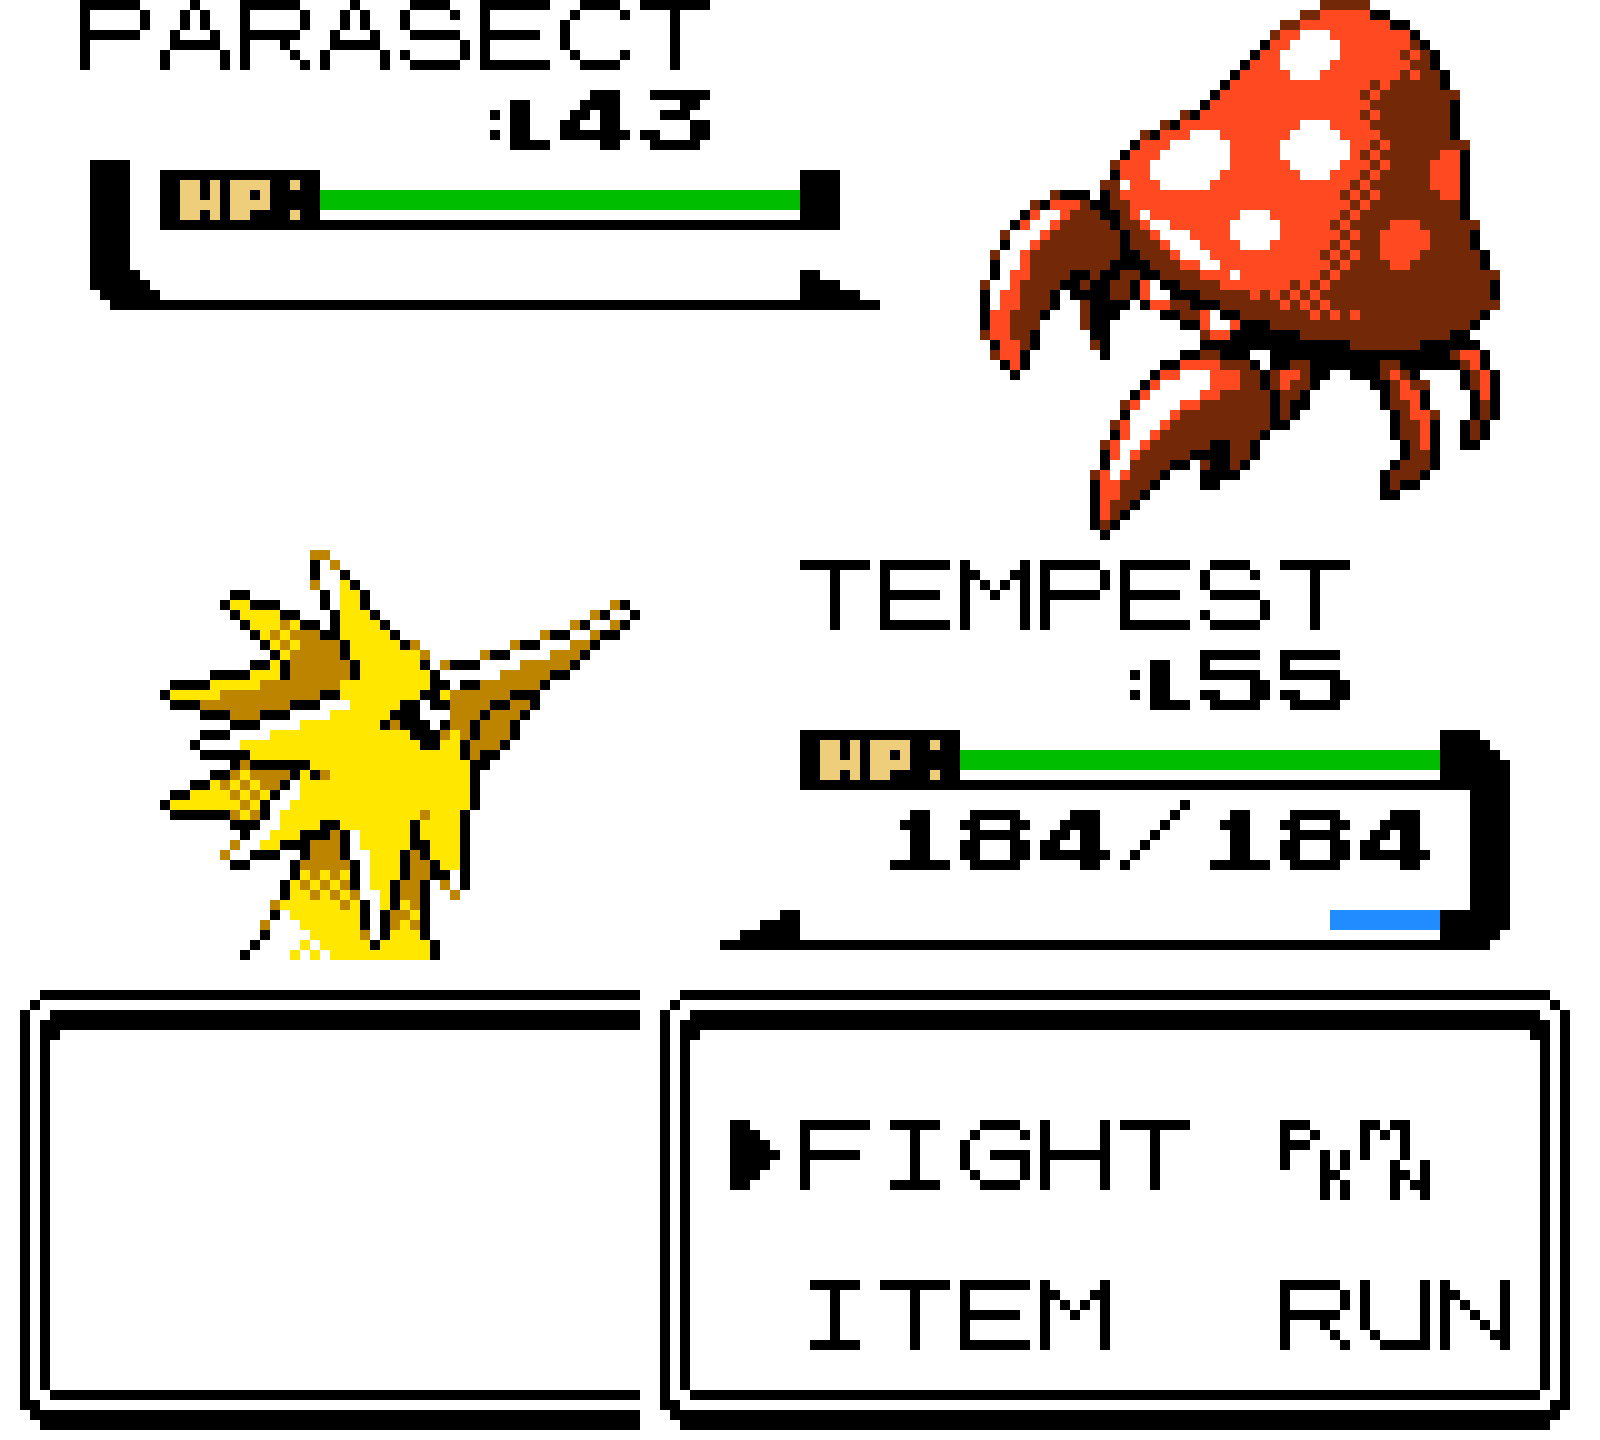 PARASECT
:L43
HP:
TEMPEST
:L55
HP:
184/184
▶FIGHT PKMN
ITEM RUN